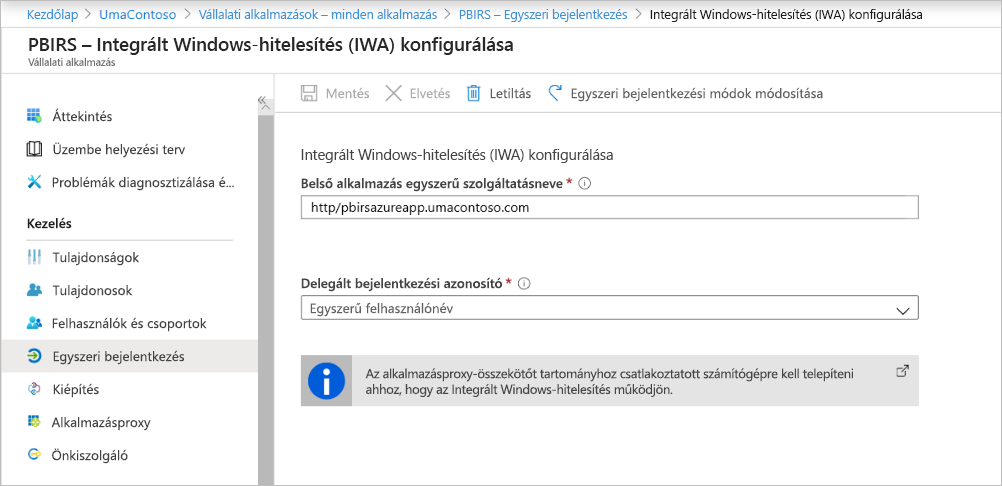 Kezdőlap > UmaContoso > Vállalati alkalmazások – minden alkalmazás > PBIRS – Egyszeri bejelentkezés > Integrált Windows-hitelesítés (IWA) konfigurálása
PBIRS – Integrált Windows-hitelesítés (IWA) konfigurálása
Vállalati alkalmazás
Áttekintés
Üzembe helyezési terv
Problémák diagnosztizálása é...
Kezelés
Tulajdonságok
Tulajdonosok
Felhasználók és csoportok
Egyszeri bejelentkezés
Kiépítés
Alkalmazásproxy
Önkiszolgáló
Mentés Elvetés Letiltás Egyszeri bejelentkezési módok módosítása
Integrált Windows-hitelesítés (IWA) konfigurálása
Belső alkalmazás egyszerű szolgáltatásneve *
http/pbirsazureapp.umacontoso.com
Delegált bejelentkezési azonosító *
Egyszerű felhasználónév
Az alkalmazásproxy-összekötőt tartományhoz csatlakoztatott számítógépre kell telepíteni
ahhoz, hogy az Integrált Windows-hitelesítés működjön.